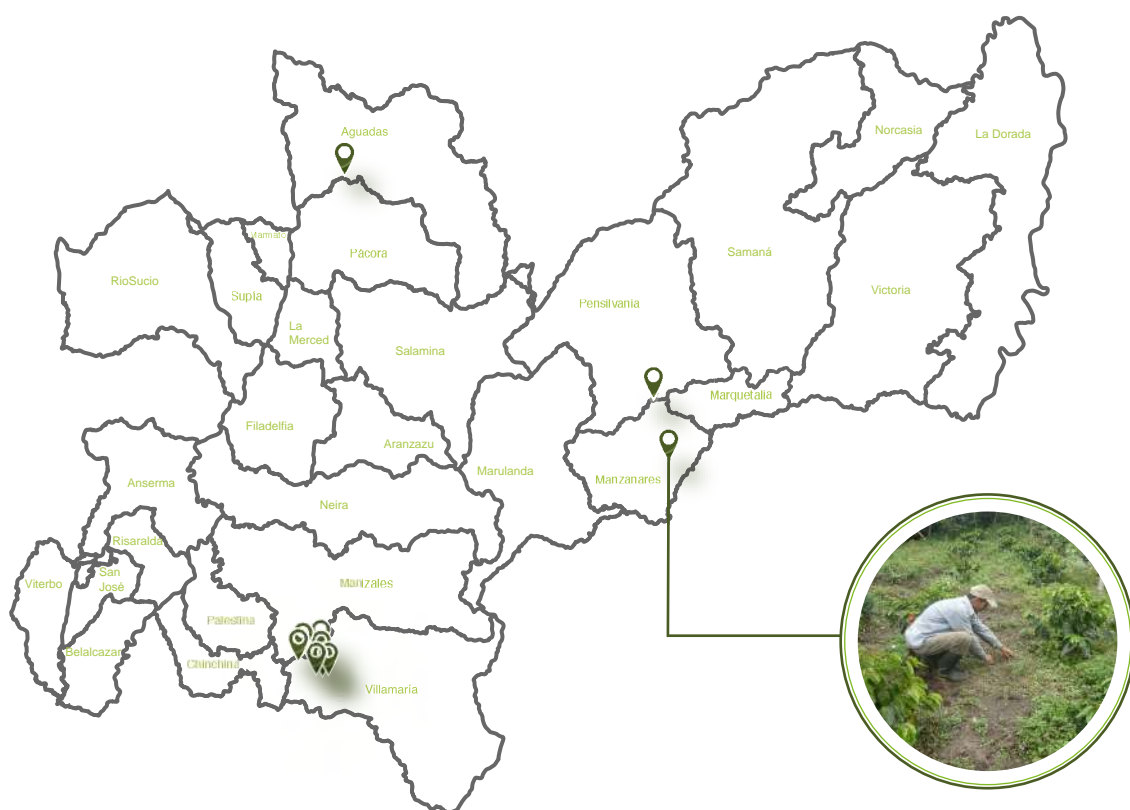 Aguadas
Norcasia
La Dorada
Marmato
Pácora
Samaná
RioSucio
Supía
Victoria
Pensilvania
La
Merced
Salamina
Marquetalia
Filadelfia
Aranzazu
Marulanda
Manzanares
Anserma
Neira
Risaralda
San
José
Viterbo
Manizales
Palestina
Belalcazar
Chinchina
Villamaría